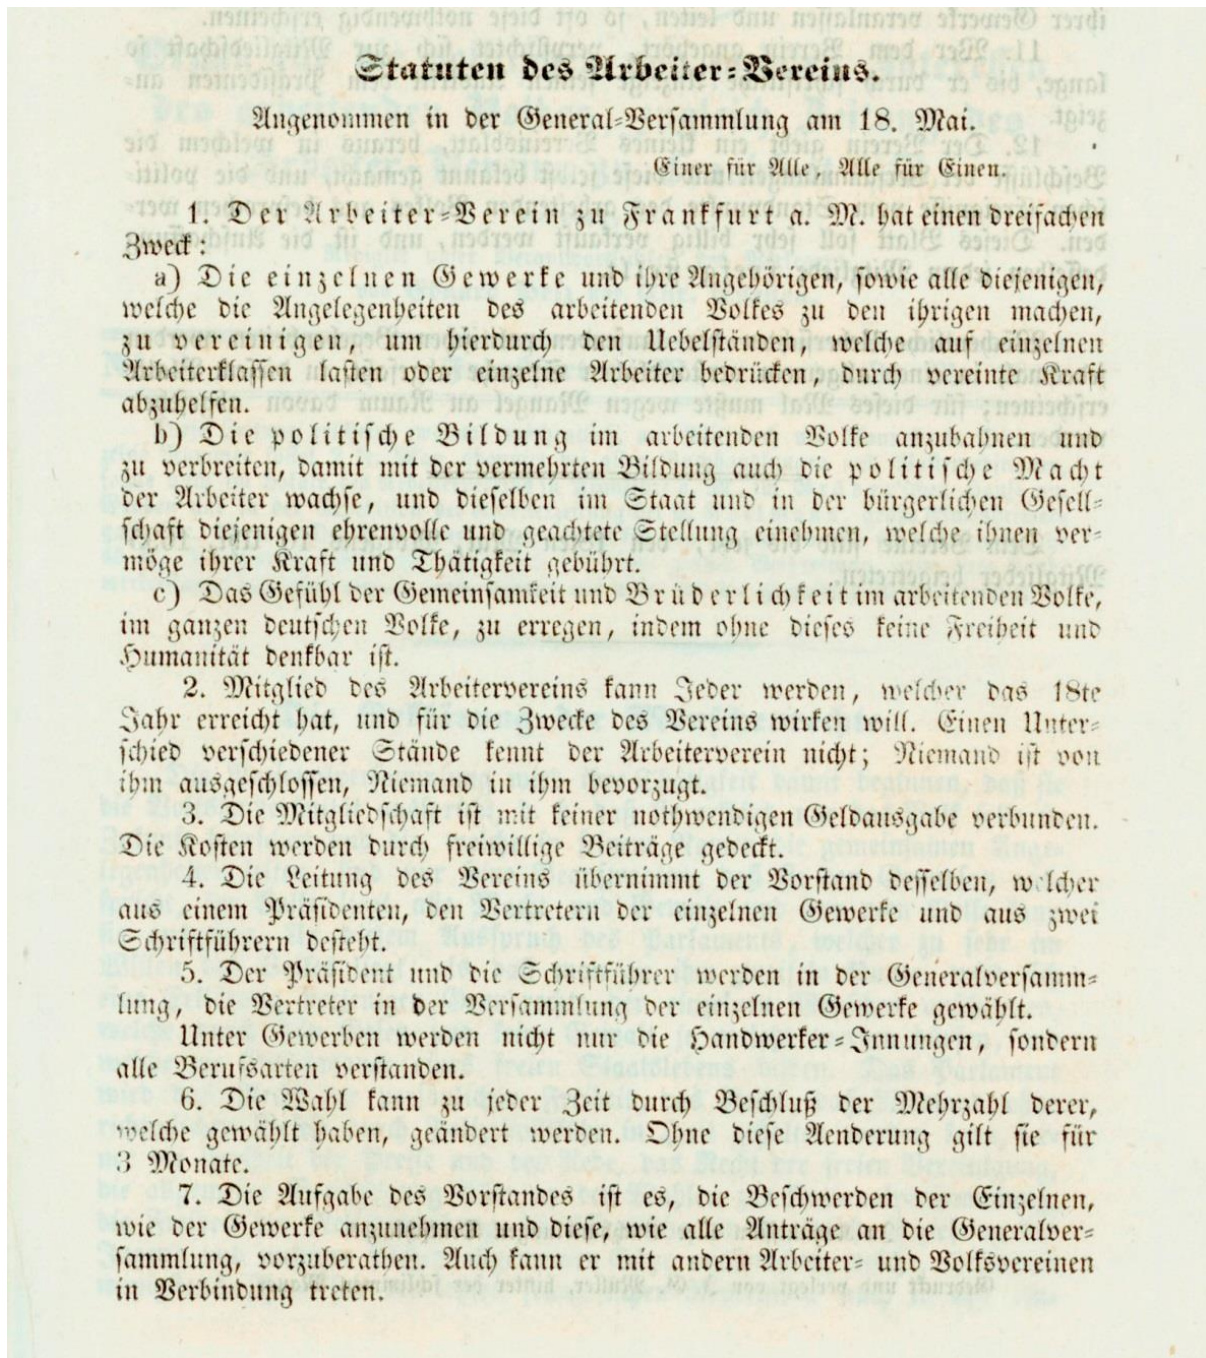 Statuten des Arbeiter-Vereins.
Angenommen in der General-Versammlung am 18. Mai.
Einer für Alle, Alle für Einen.
1. Der Arbeiter-Verein zu Frankfurt a. M. hat einen dreifachen
Zweck:
a) Die einzelnen Gewerke und ihre Angehörigen, sowie alle diejenigen,
welche die Angelegenheiten des arbeitenden Volkes zu den ihrigen machen,
zu vereinigen, um hierdurch den Uebelständen, welche auf einzelnen
Arbeiterklassen lasten oder einzelne Arbeiter bedrücken, durch vereinte Kraft
abzuhelfen.
b) Die politische Bildung im arbeitenden Volke anzubahnen und
zu verbreiten, damit mit der vermehrten Bildung auch die politische Macht
der Arbeiter wachse, und dieselben im Staat und in der bürgerlichen Gesell-
schaft diejenigen ehrenvolle und geachtete Stellung einehmen, welche ihnen ver-
möge ihrer Kraft und Thätigkeit gebührt.
c) Das Gefühl der Gemeinsamkeit und Brüderlichkeit im arbeitenden Volke,
im ganzen deutschen Volke, zu erregen, indem ohne dieses keine Freiheit und
Humanität denkbar ist.
2. Mitglied des Arbeitervereins kann Jeder werden, welcher das 18te
Jahr erreicht hat, und für die Zwecke des Vereins wirken will. Einen Unter-
schied verschiedener Stände kennt der Arbeiterverein nicht; Niemand ist von
ihm ausgeschlossen, Niemand in ihm bevorzugt.
3. Die Mitgliedschaft ist mit keiner nothwendigen Geldausgabe verbunden.
Die Kosten werden durch freiwillige Beiträge gedeckt.
4. Die Leitung des Vereins übernimmt der Vorstand desselben, welcher
aus einem Präsidenten, den Vertretern der einzelnen Gewerke und aus zwei
Schriftführern besteht.
5. Der Präsident und die Schriftführer werden in der Generalversamm-
lung, die Vertreter in der Versammlung der einzelnen Gewerke gewählt.
Unter Gewerben werden nicht nur die Handwerker-Innungen, sondern
alle Berufsarten verstanden.
6. Die Wahl kann zu jeder Zeit durch Beschluß der Mehrzahl derer,
welche gewählt haben, geändert werden. Ohne diese Aenderung gilt sie für
3 Monate.
7. Die Aufgabe des Vorstandes ist es, die Beschwerden der Einzelnen,
wie der Gewerke anzunehmen und diese, wie alle Anträge an die Generalver-
sammlung, vorzuberathen. Auch kann er mit andern Arbeiter- und Volksvereinen
in Verbindung treten.